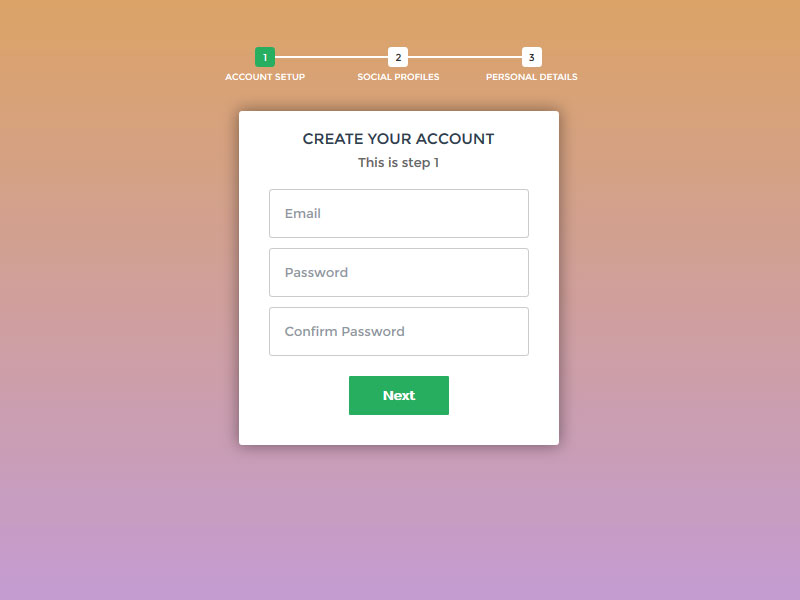 1 2 3
ACCOUNT SETUP SOCIAL PROFILES PERSONAL DETAILS
CREATE YOUR ACCOUNT
This is step 1
Email
Password
Confirm Password
Next